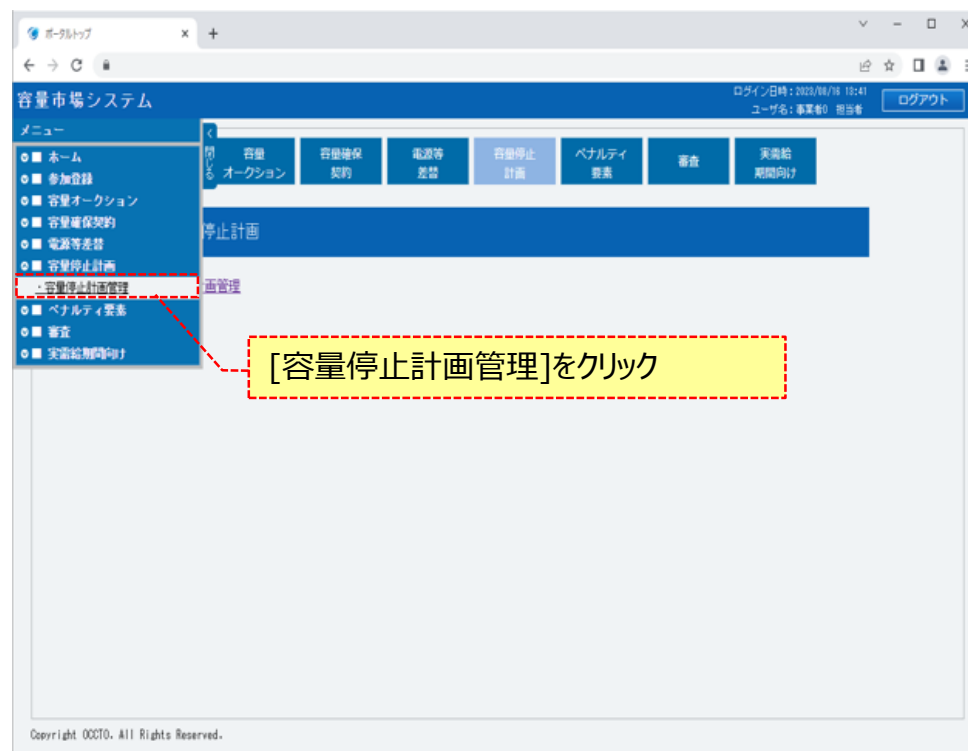 ポータルトップ
容量市場システム
ログイン日時：2023/08/16 13:41
ユーザ名：事業者0 担当者
ログアウト
メニュー
閉じる
ホーム
参加登録
容量オークション
容量確保契約
電源等差替
容量停止計画
・容量停止計画管理
ペナルティ要素
審査
実需給期間向け
容量
オークション
容量確保
契約
電源等
差替
容量停止
計画
ペナルティ
要素
審査
実需給
期間向け
停止計画
画管理
[容量停止計画管理]をクリック
Copyright OCCTO. All Rights Reserved.